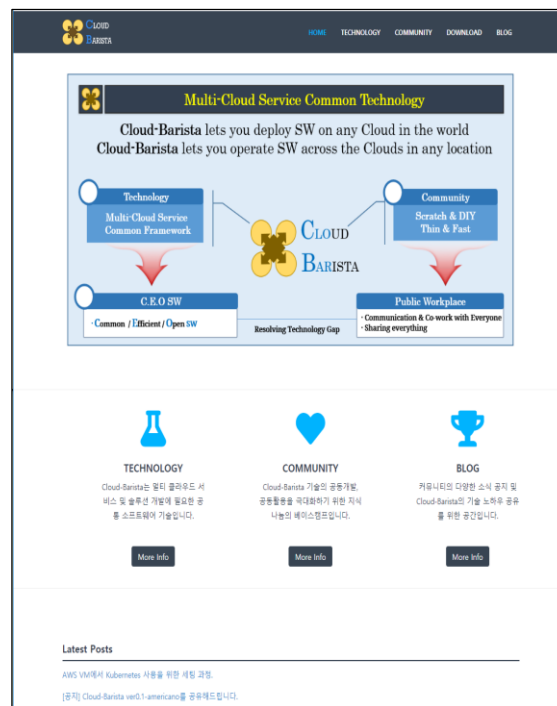 CLOUD
BARISTA
HOME TECHNOLOGY COMMUNITY DOWNLOAD BLOG
Multi-Cloud Service Common Technology
Cloud-Barista lets you deploy SW on any Cloud in the world
Cloud-Barista lets you operate SW across the Clouds in any location
Technology
Multi-Cloud Service
Common Framework
Community
Scratch & DIY
Thin & Fast
CLOUD
BARISTA
C.E.O SW
· Common / Efficient / Open SW
Resolving Technology Gap
Public Workplace
· Communication & Co-work with Everyone
· Sharing everything
TECHNOLOGY
Cloud-Barista는 멀티 클라우드 서
비스 및 솔루션 개발에 필요한 공
통 소프트웨어 기술입니다.
More Info
COMMUNITY
Cloud-Barista 기술의 공동개발,
공동활용을 극대화하기 위한 지식
나눔의 베이스캠프입니다.
More Info
BLOG
커뮤니티의 다양한 소식 공지 및
Cloud-Barista의 기술 노하우 공유
를 위한 공간입니다.
More Info
Latest Posts
AWS VM에서 Kubernetes 사용을 위한 세팅 과정.
[공지] Cloud-Barista ver0.1-americano를 공유해드립니다.